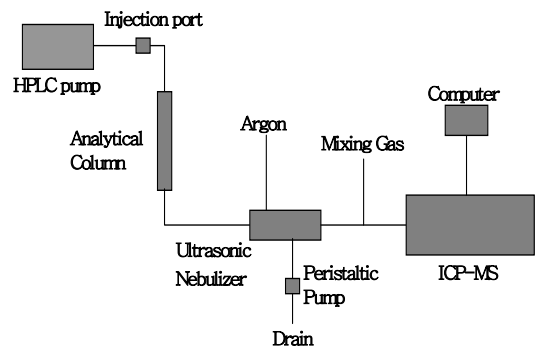 Injection port
HPLC pump
Computer
Argon
Analytical
Column
Mixing Gas
Ultrasonic
Nebulizer
Peristaltic
Pump
ICP-MS
Drain